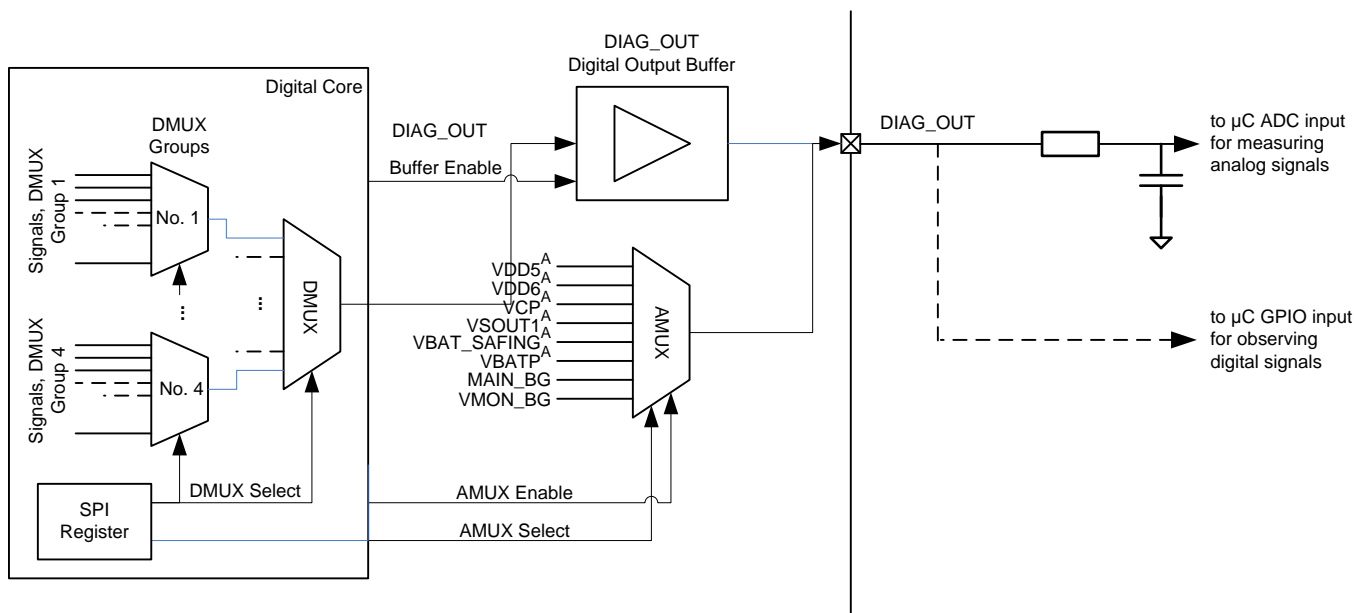 DIAG_OUT
Digital Output Buffer
Digital Core
DMUX
Groups
DIAG_OUT
DIAG_OUT
to µC ADC input
for measuring
analog signals
Buffer Enable
Signals, DMUX
Group 1
No. 1
...
...
DMUX
VDD5A
VDD6A
VCPA
VSOUT1A
VBAT_SAFINGA
VBATPA
MAIN_BG
VMON_BG
AMUX
to µC GPIO input
for observing
digital signals
Signals, DMUX
Group 4
No. 4
SPI
Register
DMUX Select
AMUX Enable
AMUX Select